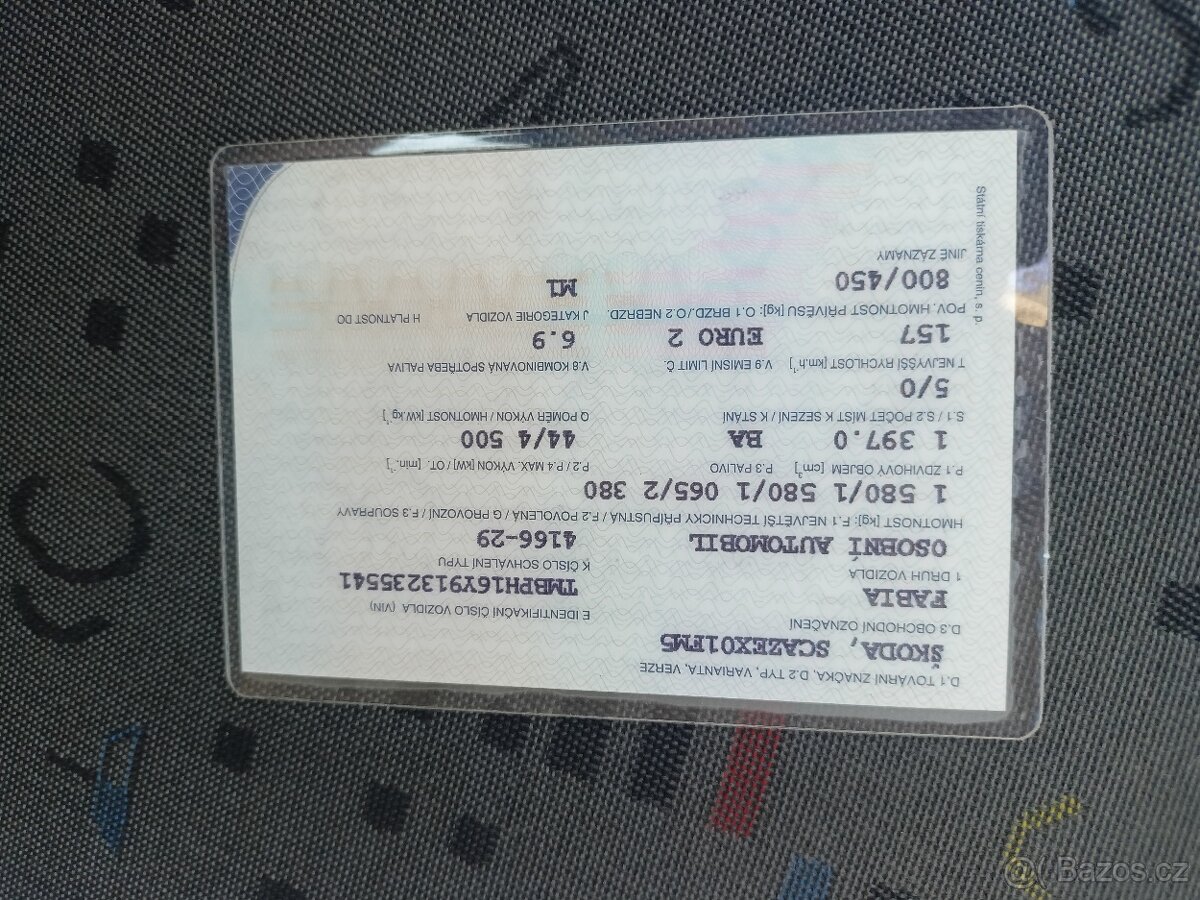 D.1 TOVÁRNÍ ZNAČKA, D.2 TYP, VARIANTA, VERZE
ŠKODA, SCAZEX01FM5
D.3 OBCHODNÍ OZNAČENÍ E IDENTIFIKAČNÍ ČÍSLO VOZIDLA (VIN)
FABIA TMBPH16Y913235541
1 DRUH VOZIDLA K ČÍSLO SCHVÁLENÍ TYPU
OSOBNÍ AUTOMOBIL 4166-29
HMOTNOST [kg]: F.1 NEJVĚTŠÍ TECHNICKY PŘÍPUSTNÁ / F.2 POVOLENÁ / G PROVOZNÍ / F.3 SOUPRAVY
1 580/1 580/1 065/2 380
P.1 ZDVIHOVÝ OBJEM [cm³] P.3 PALIVO P.2 / P.4 MAX. VÝKON [kW] / OT. [min.⁻¹]
1 397.0 BA 44/4 500
S.1 / S.2 POČET MÍST K SEZENÍ / K STÁNÍ Q POMĚR VÝKON / HMOTNOST [kW.kg⁻¹]
5/0
T NEJVYŠŠÍ RYCHLOST [km.h⁻¹] V.9 EMISNÍ LIMIT Č. V.8 KOMBINOVANÁ SPOTŘEBA PALIVA
157 EURO 2 6.9
POV. HMOTNOST PŘÍVĚSU [kg]: O.1 BRZD./O.2 NEBRZD. J KATEGORIE VOZIDLA H PLATNOST DO
800/450 M1
JINÉ ZÁZNAMY
Státní tiskárna cenin, s. p.
@ Bazos.cz